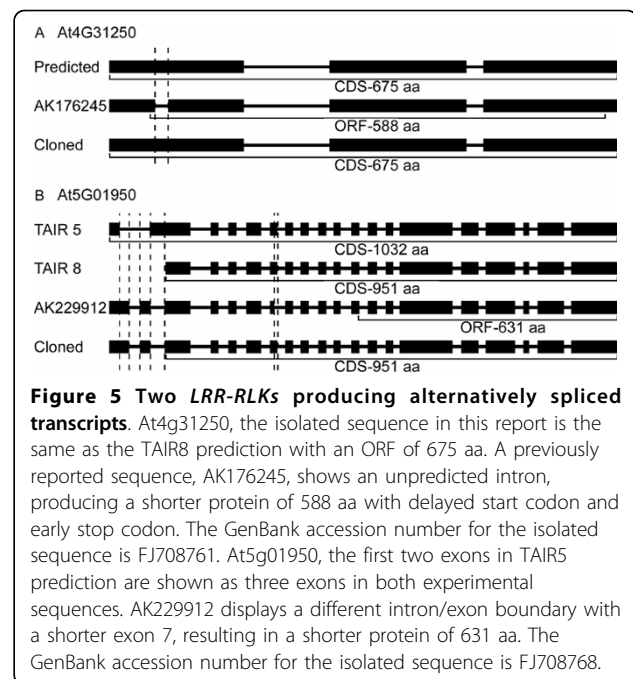 A At4G31250
Predicted
CDS-675 aa
AK176245
ORF-588 aa
Cloned
CDS-675 aa
B At5G01950
TAIR 5
CDS-1032 aa
TAIR 8
CDS-951 aa
AK229912
ORF-631 aa
Cloned
CDS-951 aa
Figure 5 Two LRR-RLKs producing alternatively spliced
transcripts. At4g31250, the isolated sequence in this report is the
same as the TAIR8 prediction with an ORF of 675 aa. A previously
reported sequence, AK176245, shows an unpredicted intron,
producing a shorter protein of 588 aa with delayed start codon and
early stop codon. The GenBank accession number for the isolated
sequence is FJ708761. At5g01950, the first two exons in TAIR5
prediction are shown as three exons in both experimental
sequences. AK229912 displays a different intron/exon boundary with
a shorter exon 7, resulting in a shorter protein of 631 aa. The
GenBank accession number for the isolated sequence is FJ708768.